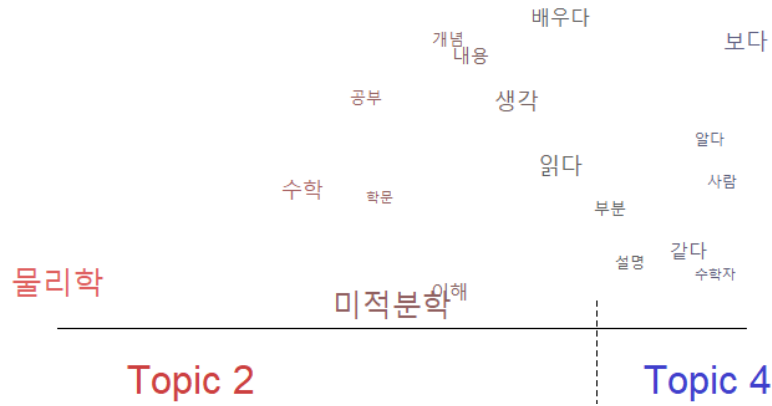 배우다
개념
보다
내용
공부
생각
알다
읽다
사람
수학
학문
부분
같다
설명
수학자
물리학
이해
미적분학
Topic 2
Topic 4